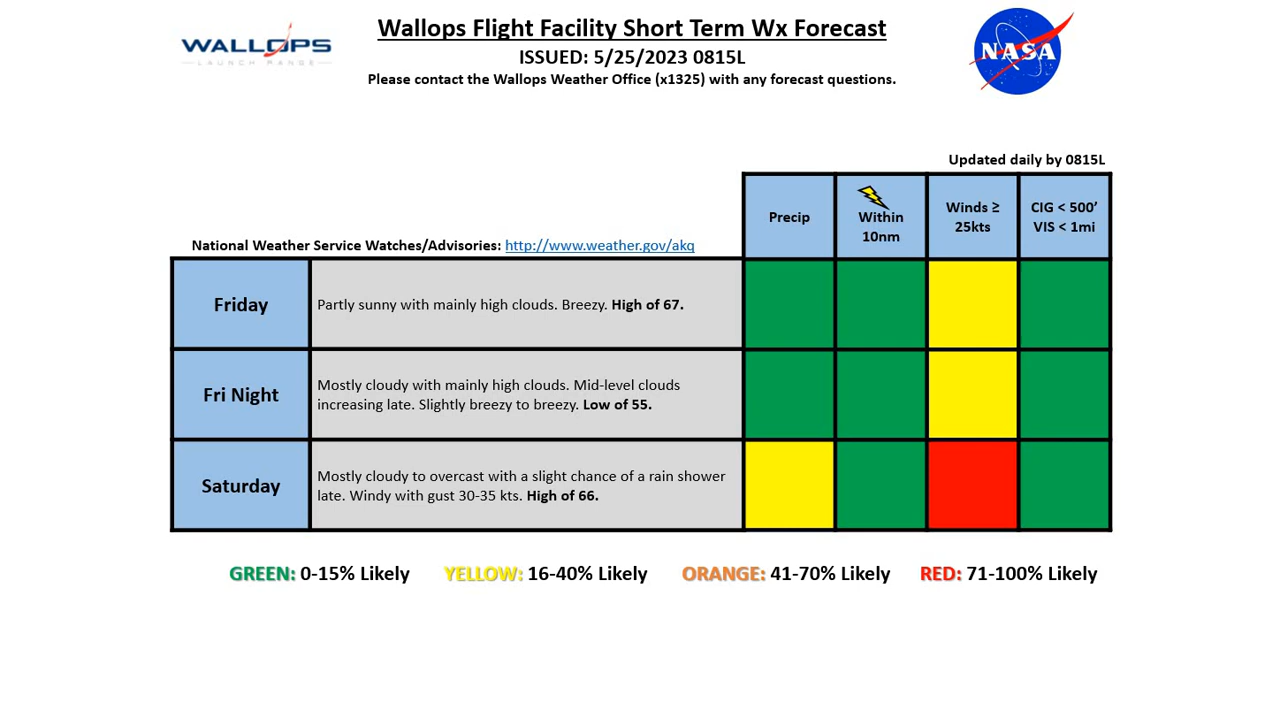 Wallops Flight Facility Short Term Wx Forecast
WALLOPS
LAUNCH RANGE
ISSUED: 5/25/2023 0815L
NASA
Please contact the Wallops Weather Office (x1325) with any forecast questions.
Updated daily by 0815L
National Weather Service Watches/Advisories: http://www.weather.gov/akq
Precip
Within
10nm
Winds ≥
25kts
CIG < 500’
VIS < 1mi
Friday
Partly sunny with mainly high clouds. Breezy. High of 67.
Fri Night
Mostly cloudy with mainly high clouds. Mid-level clouds
increasing late. Slightly breezy to breezy. Low of 55.
Saturday
Mostly cloudy to overcast with a slight chance of a rain shower
late. Windy with gust 30-35 kts. High of 66.
GREEN: 0-15% Likely YELLOW: 16-40% Likely ORANGE: 41-70% Likely RED: 71-100% Likely